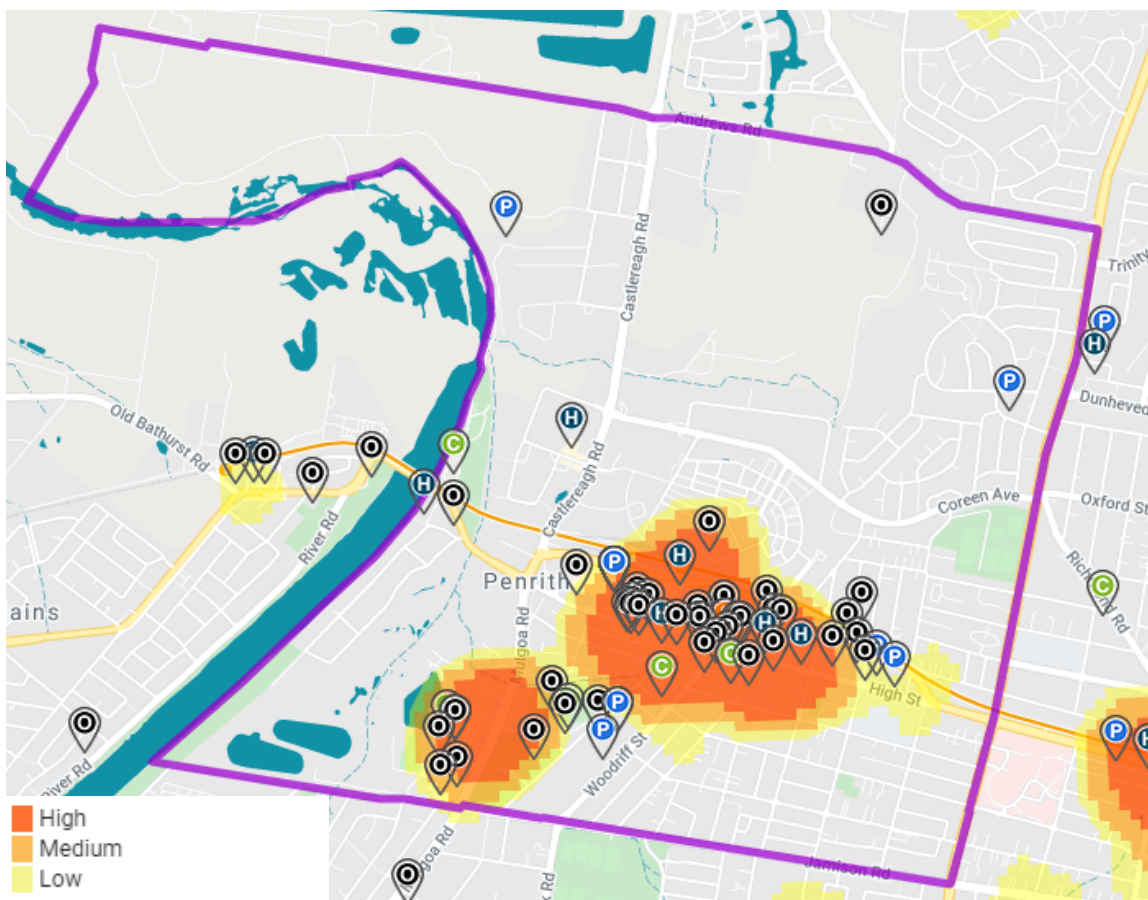 Andrews Rd
P
O
Castlereagh Rd
Trinity
P
H
P
Dunheved
H
Old Bathurst Rd
O
O
O
O
C
H
O
Castlereagh Rd
Coreen Ave
Oxford St
River Rd
O
H
Penrith
O
P
Richmond Rd
C
O
O
ains
Mulgoa Rd
C
O
O
O
H
O
P
P
High St
O
O
O
P
P
P
H
O
O
O
O
O
Woodriff St
River Rd
High
Medium
Low
Jamison Rd
O